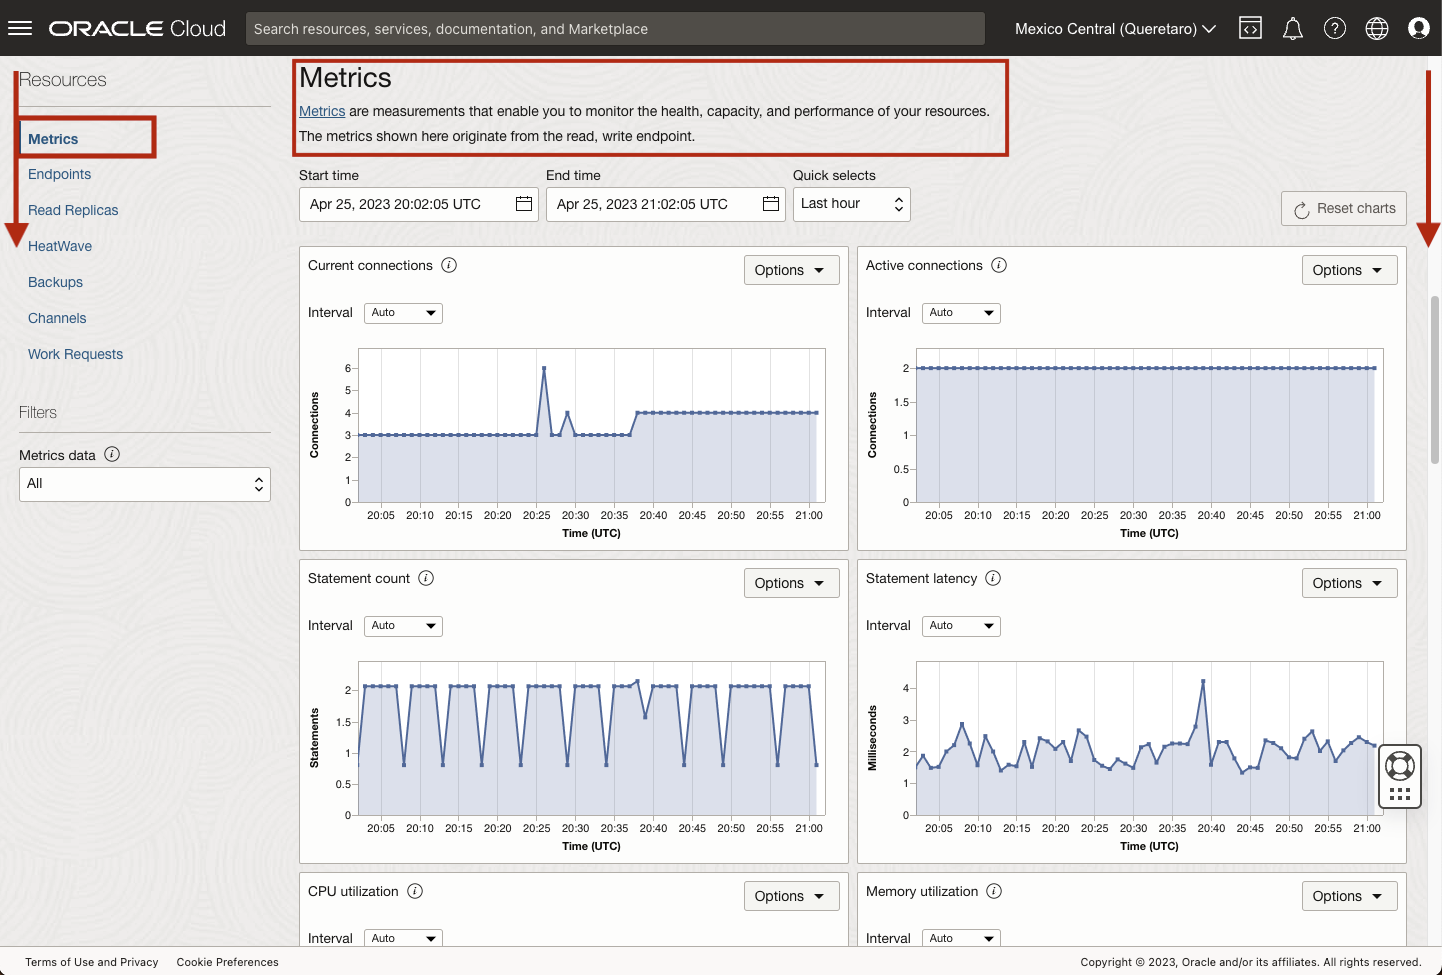 ORACLE Cloud
Search resources, services, documentation, and Marketplace
Mexico Central (Queretaro)
Resources
Metrics
Endpoints
Read Replicas
HeatWave
Backups
Channels
Work Requests
Filters
Metrics data
All
Metrics
Metrics are measurements that enable you to monitor the health, capacity, and performance of your resources.
The metrics shown here originate from the read, write endpoint.
Start time
Apr 25, 2023 20:02:05 UTC
End time
Apr 25, 2023 21:02:05 UTC
Quick selects
Last hour
Reset charts
Current connections
Options
Interval
Auto
Connections
6
5
4
3
2
1
0
20:05 20:10 20:15 20:20 20:25 20:30 20:35 20:40 20:45 20:50 20:55 21:00
Time (UTC)
Active connections
Options
Interval
Auto
Connections
2
1.5
1
0.5
0
20:05 20:10 20:15 20:20 20:25 20:30 20:35 20:40 20:45 20:50 20:55 21:00
Time (UTC)
Statement count
Options
Interval
Auto
Statements
2
1.5
1
0.5
0
20:05 20:10 20:15 20:20 20:25 20:30 20:35 20:40 20:45 20:50 20:55 21:00
Time (UTC)
Statement latency
Options
Interval
Auto
Milliseconds
4
3
2
1
0
20:05 20:10 20:15 20:20 20:25 20:30 20:35 20:40 20:45 20:50 20:55 21:00
Time (UTC)
CPU utilization
Options
Interval
Auto
Memory utilization
Options
Interval
Auto
Terms of Use and Privacy
Cookie Preferences
Copyright © 2023, Oracle and/or its affiliates. All rights reserved.